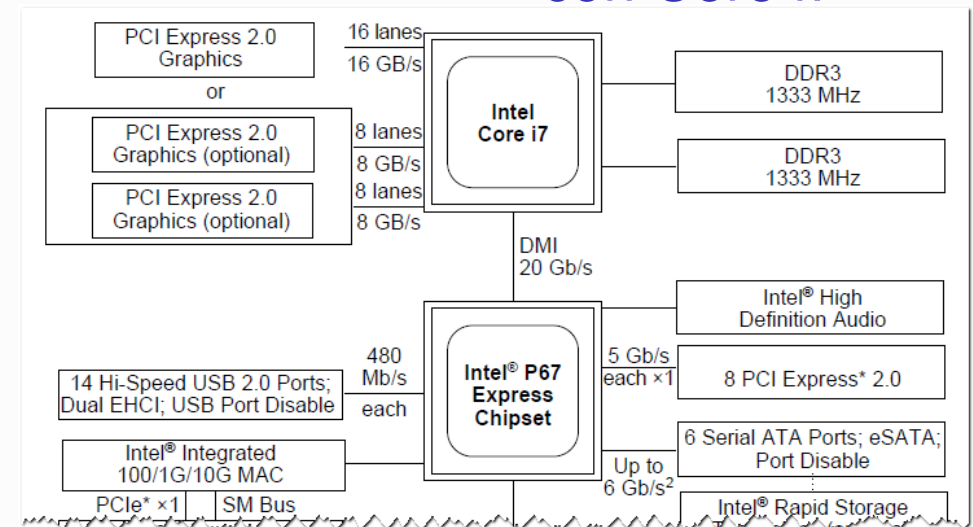 PCI Express 2.0
Graphics
16 lanes
16 GB/s
or
PCI Express 2.0
Graphics (optional)
8 lanes
8 GB/s
PCI Express 2.0
Graphics (optional)
8 lanes
8 GB/s
Intel
Core i7
DDR3
1333 MHz
DDR3
1333 MHz
DMI
20 Gb/s
Intel® High
Definition Audio
480
Mb/s
each
14 Hi-Speed USB 2.0 Ports;
Dual EHCI; USB Port Disable
Intel® P67
Express
Chipset
5 Gb/s
each ×1
8 PCI Express* 2.0
Intel® Integrated
100/1G/10G MAC
6 Serial ATA Ports; eSATA;
Port Disable
Up to
6 Gb/s²
PCIe* ×1
SM Bus
Intel® Rapid Storage